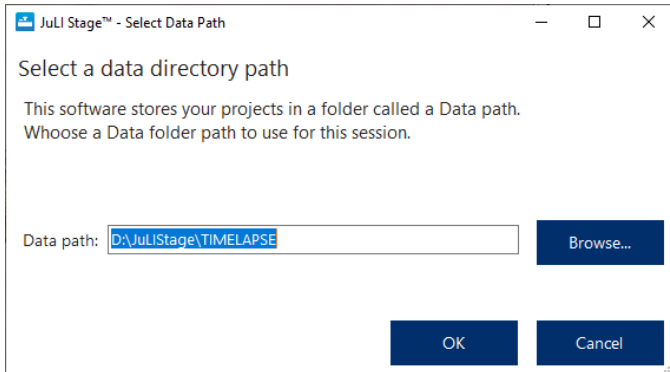 JuLI Stage™ - Select Data Path
Select a data directory path
This software stores your projects in a folder called a Data path.
Whoose a Data folder path to use for this session.
Data path: D:\JuLIStage\TIMELAPSE Browse...
OK Cancel